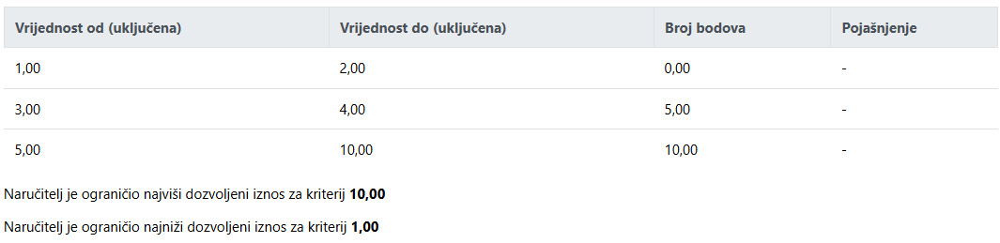 Vrijednost od (uključena) Vrijednost do (uključena) Broj bodova Pojašnjenje
1,00 2,00 0,00 -
3,00 4,00 5,00 -
5,00 10,00 10,00 -
Naručitelj je ograničio najviši dozvoljeni iznos za kriterij 10,00
Naručitelj je ograničio najniži dozvoljeni iznos za kriterij 1,00